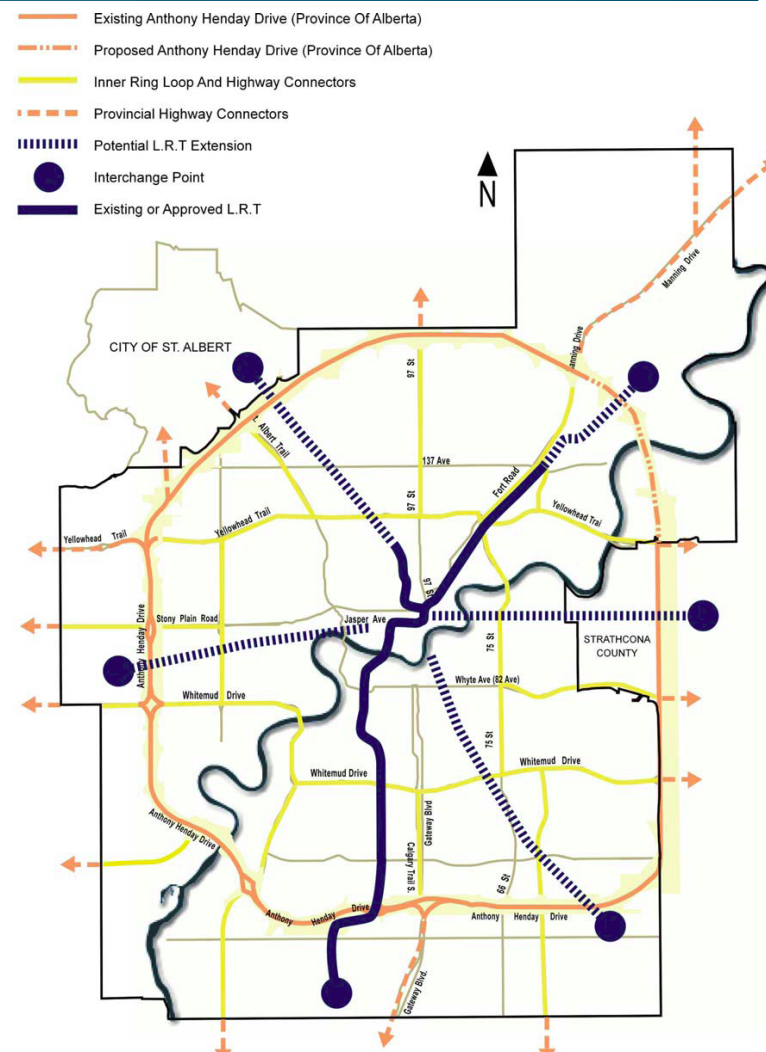 Existing Anthony Henday Drive (Province Of Alberta)
Proposed Anthony Henday Drive (Province Of Alberta)
Inner Ring Loop And Highway Connectors
Provincial Highway Connectors
Potential L.R.T Extension
Interchange Point
Existing or Approved L.R.T
N
Manning Drive
anning Drive
CITY OF ST. ALBERT
97 St
t. Albert Trail
137 Ave
Fort Road
97 St
Yellowhead Trail
Yellowhead Trai
Yellowhead Trail
97 St
Stony Plain Road
Jasper Ave
Anthony Henday Drive
75 St
STRATHCONA
COUNTY
Whyte Ave (82 Ave)
Whitemud Drive
75 St
Whitemud Drive
Whitemud Drive
Anthony Henday Drive
Gateway Blvd
Calgary Trail S.
66 St
Anthony Henday Drive
Anthony Henday Drive
Gateway Blvd.